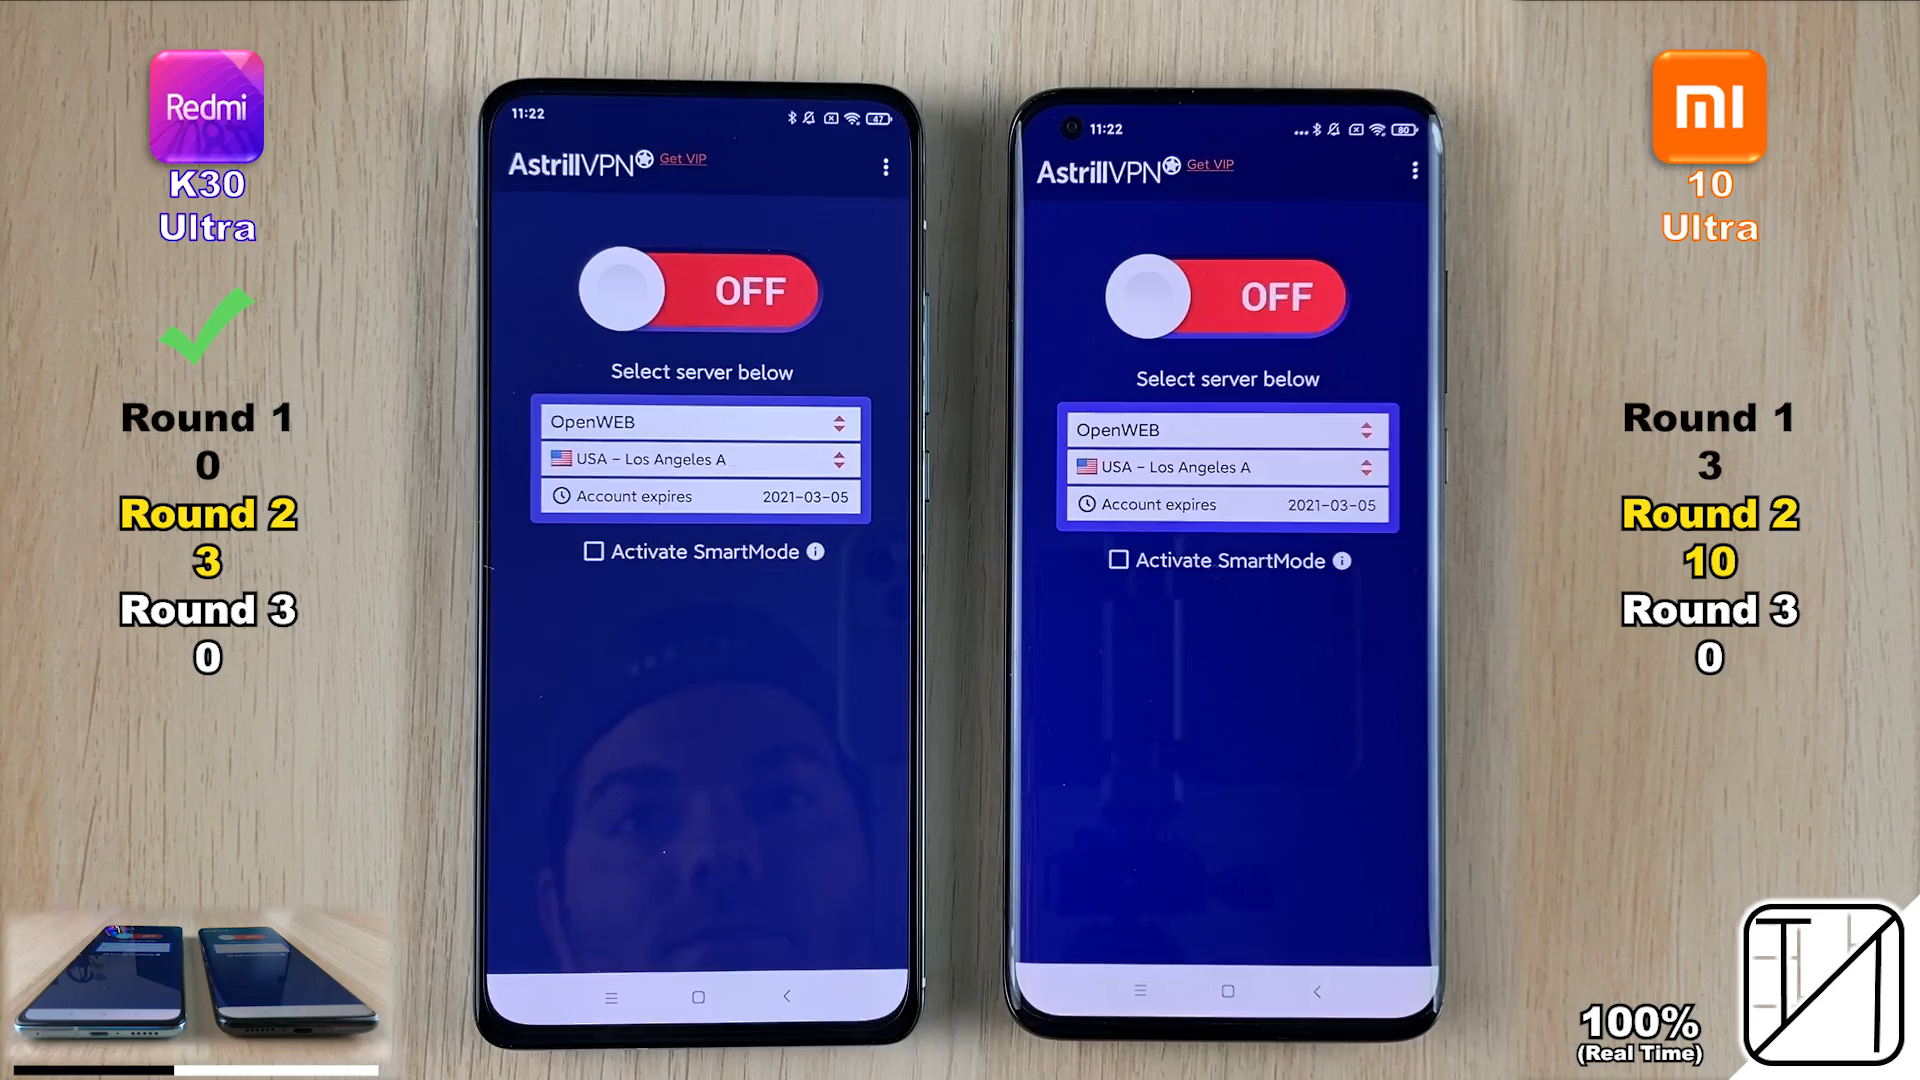 Redmi
K30
Ultra
Round 1
0
Round 2
3
Round 3
0
11:22
47
AstrillVPN Get VIP
OFF
Select server below
OpenWEB
USA - Los Angeles A
Account expires 2021-03-05
Activate SmartMode
11:22
80
AstrillVPN Get VIP
OFF
Select server below
OpenWEB
USA - Los Angeles A
Account expires 2021-03-05
Activate SmartMode
MI
10
Ultra
Round 1
3
Round 2
10
Round 3
0
100%
(Real Time)